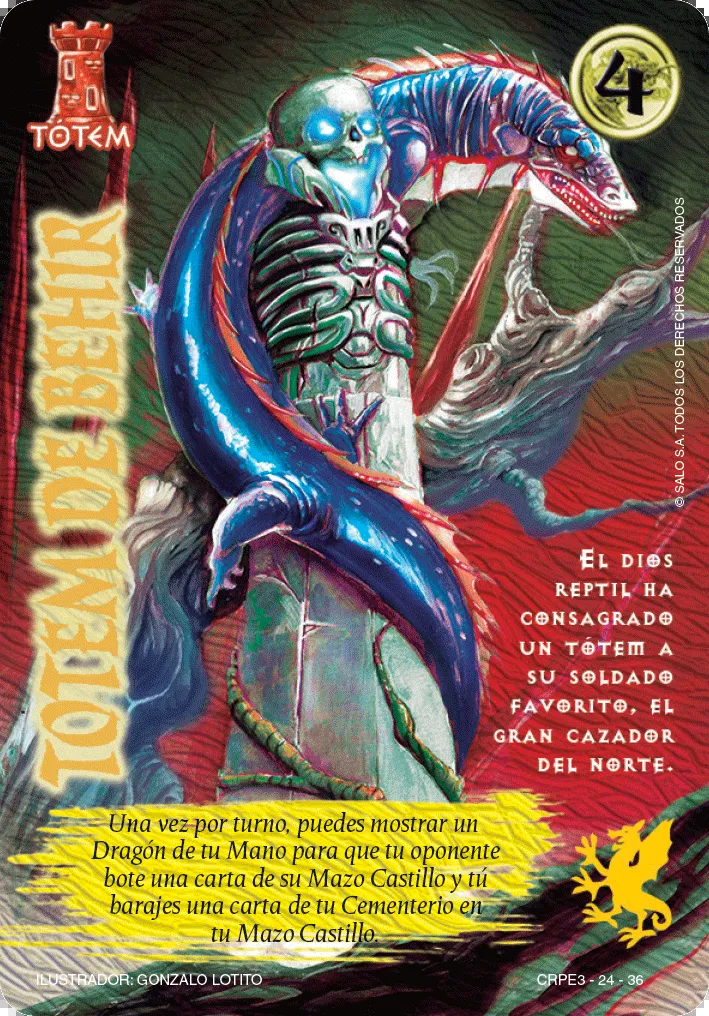 TÓTEM
4
TOTEM DE BEHIR
© SALO S.A. TODOS LOS DERECHOS RESERVADOS
EL DIOS
REPTIL HA
CONSAGRADO
UN TÓTEM A
SU SOLDADO
FAVORITO, EL
GRAN CAZADOR
DEL NORTE.
Una vez por turno, puedes mostrar un
Dragón de tu Mano para que tu oponente
bote una carta de su Mazo Castillo y tú
barajes una carta de tu Cementerio en
tu Mazo Castillo.
ILUSTRADOR: GONZALO LOTITO
CRPE3 - 24 - 36